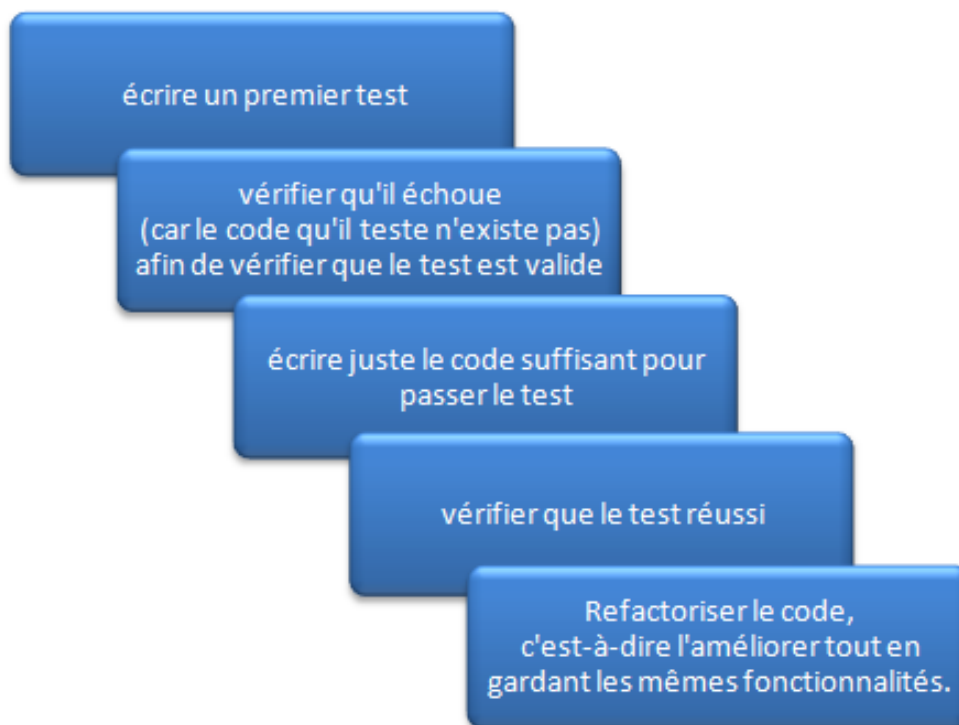 écrire un premier test
vérifier qu'il échoue
(car le code qu'il teste n'existe pas)
afin de vérifier que le test est valide
écrire juste le code suffisant pour
passer le test
vérifier que le test réussi
Refactoriser le code,
c'est-à-dire l'améliorer tout en
gardant les mêmes fonctionnalités.